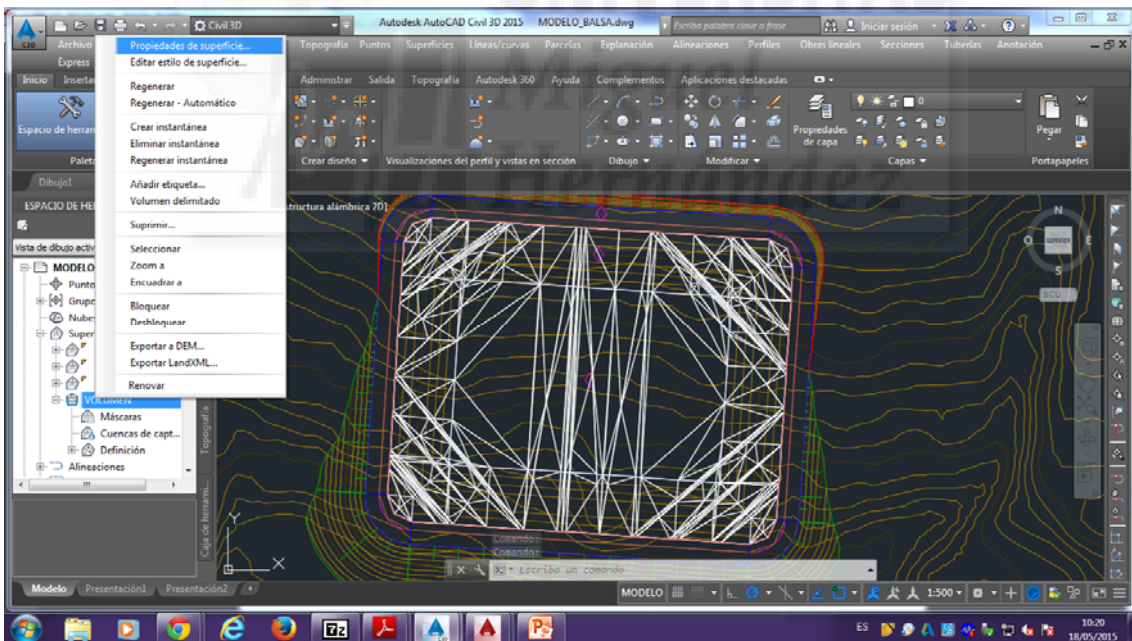 Civil 3D
Autodesk AutoCAD Civil 3D 2015 MODELO_BALSA.dwg
Escriba palabra clave o frase
Iniciar sesión
Archivo
Topografía Puntos Superficies Líneas/curvas Parcelas Explanación Alineaciones Perfiles Obras lineales Secciones Tuberías Anotación
Express
Inicio Insertar
Administrar Salida Topografía Autodesk 360 Ayuda Complementos Aplicaciones destacadas
Propiedades de superficie...
Editar estilo de superficie...
Regenerar
Regenerar - Automático
Crear instantánea
Eliminar instantánea
Regenerar instantánea
Añadir etiqueta...
Volumen delimitado
Suprimir...
Seleccionar
Zoom a
Encuadrar a
Bloquear
Desbloquear
Exportar a DEM...
Exportar LandXML...
Renovar
Espacio de herran
Paleta
Crear diseño
Visualizaciones del perfil y vistas en sección
Dibujo
Modificar
Propiedades de capa
0
Capas
Pegar
Portapapeles
Miguel
Hernández
Dibujo1
ESPACIO DE HE
Vista de dibujo activ
MODELO
Punto
Grupo
Nube
Super
VOLUMEN
Máscaras
Cuencas de capt...
Definición
Alineaciones
Topografía
Caja de herrami...
structura alámbrica 2D]
N
E
S
O
SUPERIOR
SCU
Y
X
Comando:
Comando:
Escriba un comando
Modelo Presentación1 Presentación2
MODELO
1:500
ES
10:20
18/05/2015